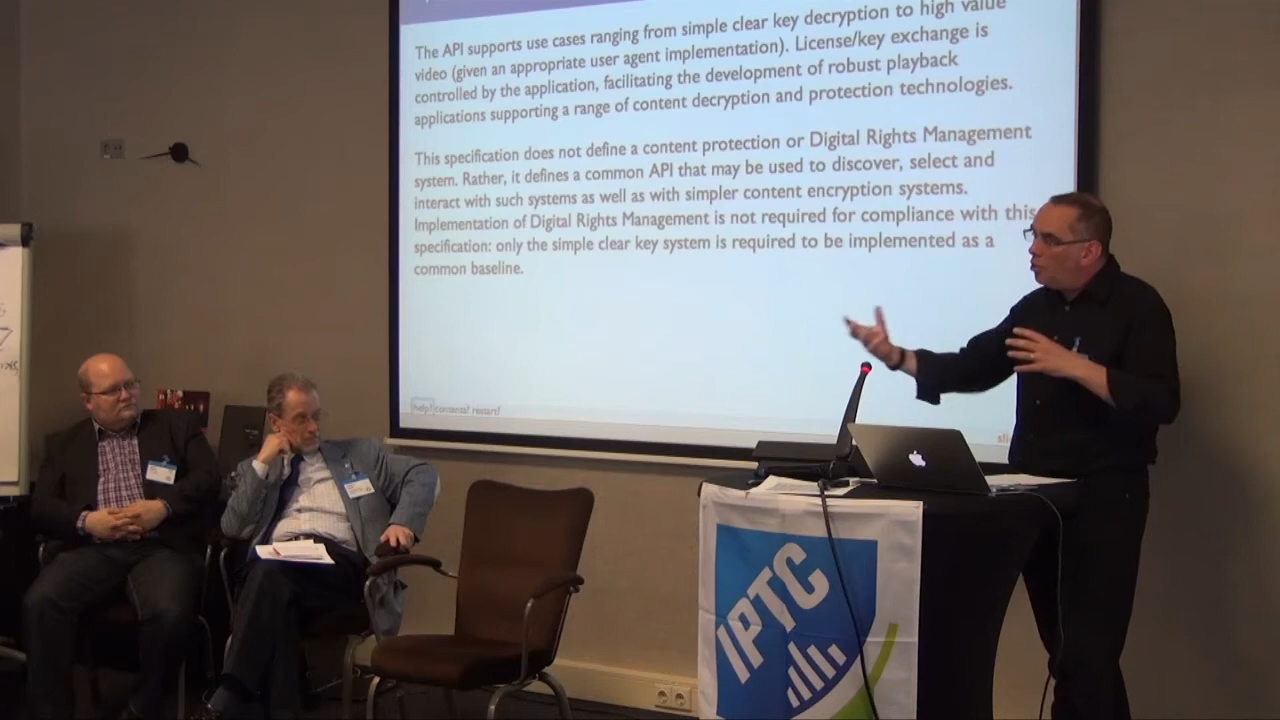 The API supports use cases ranging from simple clear key decryption to high value
video (given an appropriate user agent implementation). License/key exchange is
controlled by the application, facilitating the development of robust playback
applications supporting a range of content decryption and protection technologies.
This specification does not define a content protection or Digital Rights Management
system. Rather, it defines a common API that may be used to discover, select and
interact with such systems as well as with simpler content encryption systems.
Implementation of Digital Rights Management is not required for compliance with this
specification: only the simple clear key system is required to be implemented as a
common baseline.
help? contents? restart?
IPTC